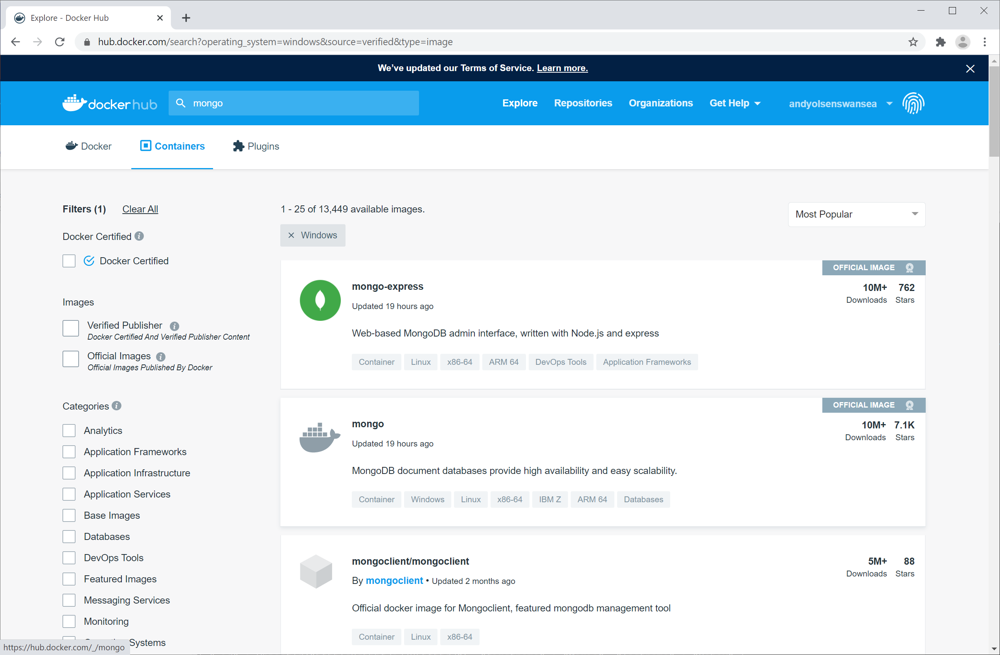 Explore - Docker Hub
hub.docker.com/search?operating_system=windows&source=verified&type=image
We’ve updated our Terms of Service. Learn more.
docker hub
mongo
Explore Repositories Organizations Get Help andyolsenswansea
Docker Containers Plugins
Filters (1) Clear All
1 - 25 of 13,449 available images.
Most Popular
Windows
Docker Certified
Docker Certified
Images
Verified Publisher
Docker Certified And Verified Publisher Content
Official Images
Official Images Published By Docker
Categories
Analytics
Application Frameworks
Application Infrastructure
Application Services
Base Images
Databases
DevOps Tools
Featured Images
Messaging Services
Monitoring
Systems
https://hub.docker.com/_/mongo
OFFICIAL IMAGE
mongo-express
10M+ 762
Downloads Stars
Updated 19 hours ago
Web-based MongoDB admin interface, written with Node.js and express
Container Linux x86-64 ARM 64 DevOps Tools Application Frameworks
OFFICIAL IMAGE
mongo
10M+ 7.1K
Downloads Stars
Updated 19 hours ago
MongoDB document databases provide high availability and easy scalability.
Container Windows Linux x86-64 IBM Z ARM 64 Databases
mongoclient/mongoclient
5M+ 88
Downloads Stars
By mongoclient • Updated 2 months ago
Official docker image for Mongoclient, featured mongodb management tool
Container Linux x86-64